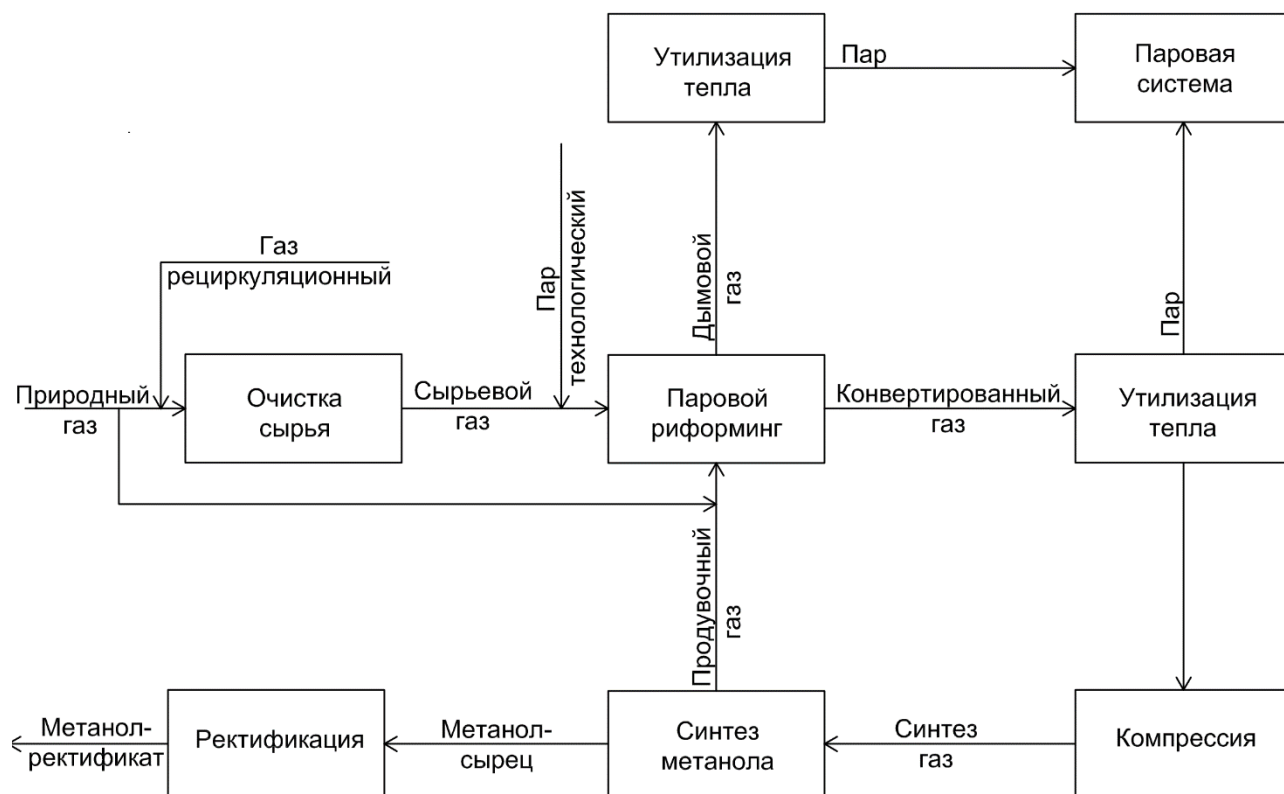 Утилизация
тепла
Пар
Паровая
система
Газ
рециркуляционный
Пар
технологический
Дымовой
газ
Пар
Природный
газ
Очистка
сырья
Сырьевой
газ
Паровой
риформинг
Конвертированный
газ
Утилизация
тепла
Продувочный
газ
Метанол-
ректификат
Ректификация
Метанол-
сырец
Синтез
метанола
Синтез
газ
Компрессия